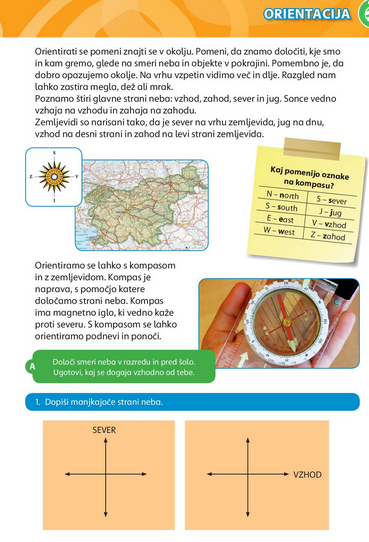 ORIENTACIJA
Orientirati se pomeni znajti se v okolju. Pomeni, da znamo določiti, kje smo
in kam gremo, glede na smeri neba in objekte v pokrajini. Pomembno je, da
dobro opazujemo okolje. Na vrhu vzpetin vidimo več in dlje. Razgled nam
lahko zastira megla, dež ali mrak.
Poznamo štiri glavne strani neba: vzhod, zahod, sever in jug. Sonce vedno
vzhaja na vzhodu in zahaja na zahodu.
Zemljevidi so narisani tako, da je sever na vrhu zemljevida, jug na dnu,
vzhod na desni strani in zahod na levi strani zemljevida.
S
Z
V
J
Kaj pomenijo oznake
na kompasu?
N – north
S – sever
S – south
J – jug
E – east
V – vzhod
W – west
Z – zahod
Orientiramo se lahko s kompasom
in z zemljevidom. Kompas je
naprava, s pomočjo katere
določamo strani neba. Kompas
ima magnetno iglo, ki vedno kaže
proti severu. S kompasom se lahko
orientiramo podnevi in ponoči.
A
Določi smeri neba v razredu in pred šolo.
Ugotovi, kaj se dogaja vzhodno od tebe.
1. Dopiši manjkajoče strani neba.
SEVER
VZHOD